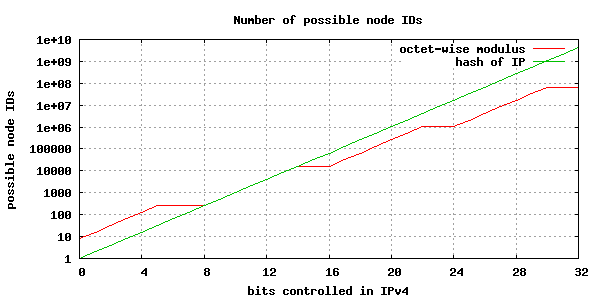 Number of possible node IDs
octet-wise modulus
hash of IP
possible node IDs
1e+10
1e+09
1e+08
1e+07
1e+06
100000
10000
1000
100
10
1
0 4 8 12 16 20 24 28 32
bits controlled in IPv4